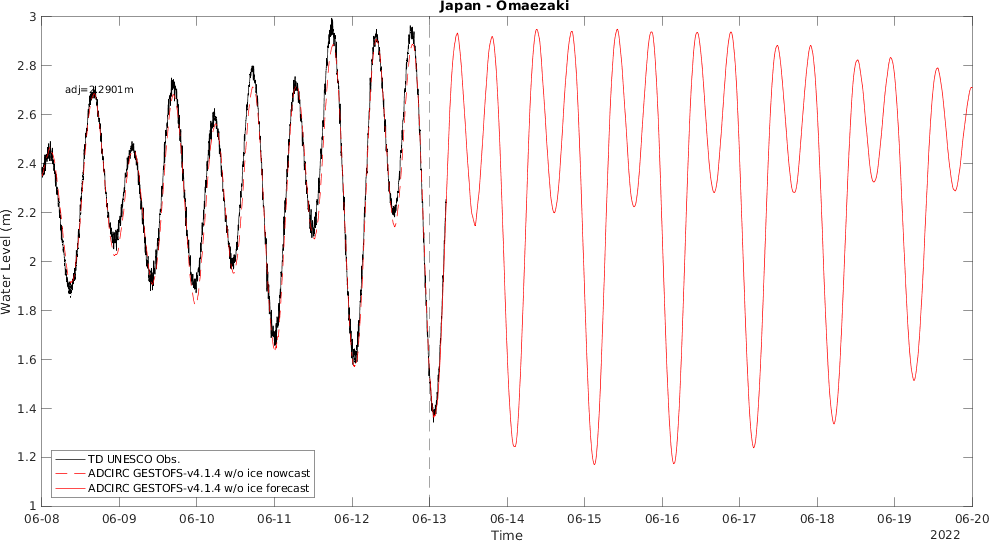 Japan - Omaezaki
3
2.8
2.6
2.4
2.2
2
1.8
1.6
1.4
1.2
1
Water Level (m)
adj=2.2901m
TD UNESCO Obs.
ADCIRC GESTOFS-v4.1.4 w/o ice nowcast
ADCIRC GESTOFS-v4.1.4 w/o ice forecast
06-08 06-09 06-10 06-11 06-12 06-13 06-14 06-15 06-16 06-17 06-18 06-19 06-20
Time
2022